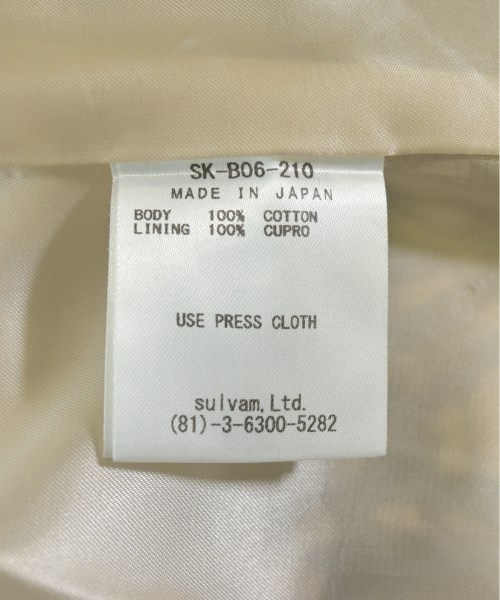 SK-B06-210
MADE IN JAPAN
BODY 100% COTTON
LINING 100% CUPRO
USE PRESS CLOTH
sulvam, Ltd.
(81)-3-6300-5282